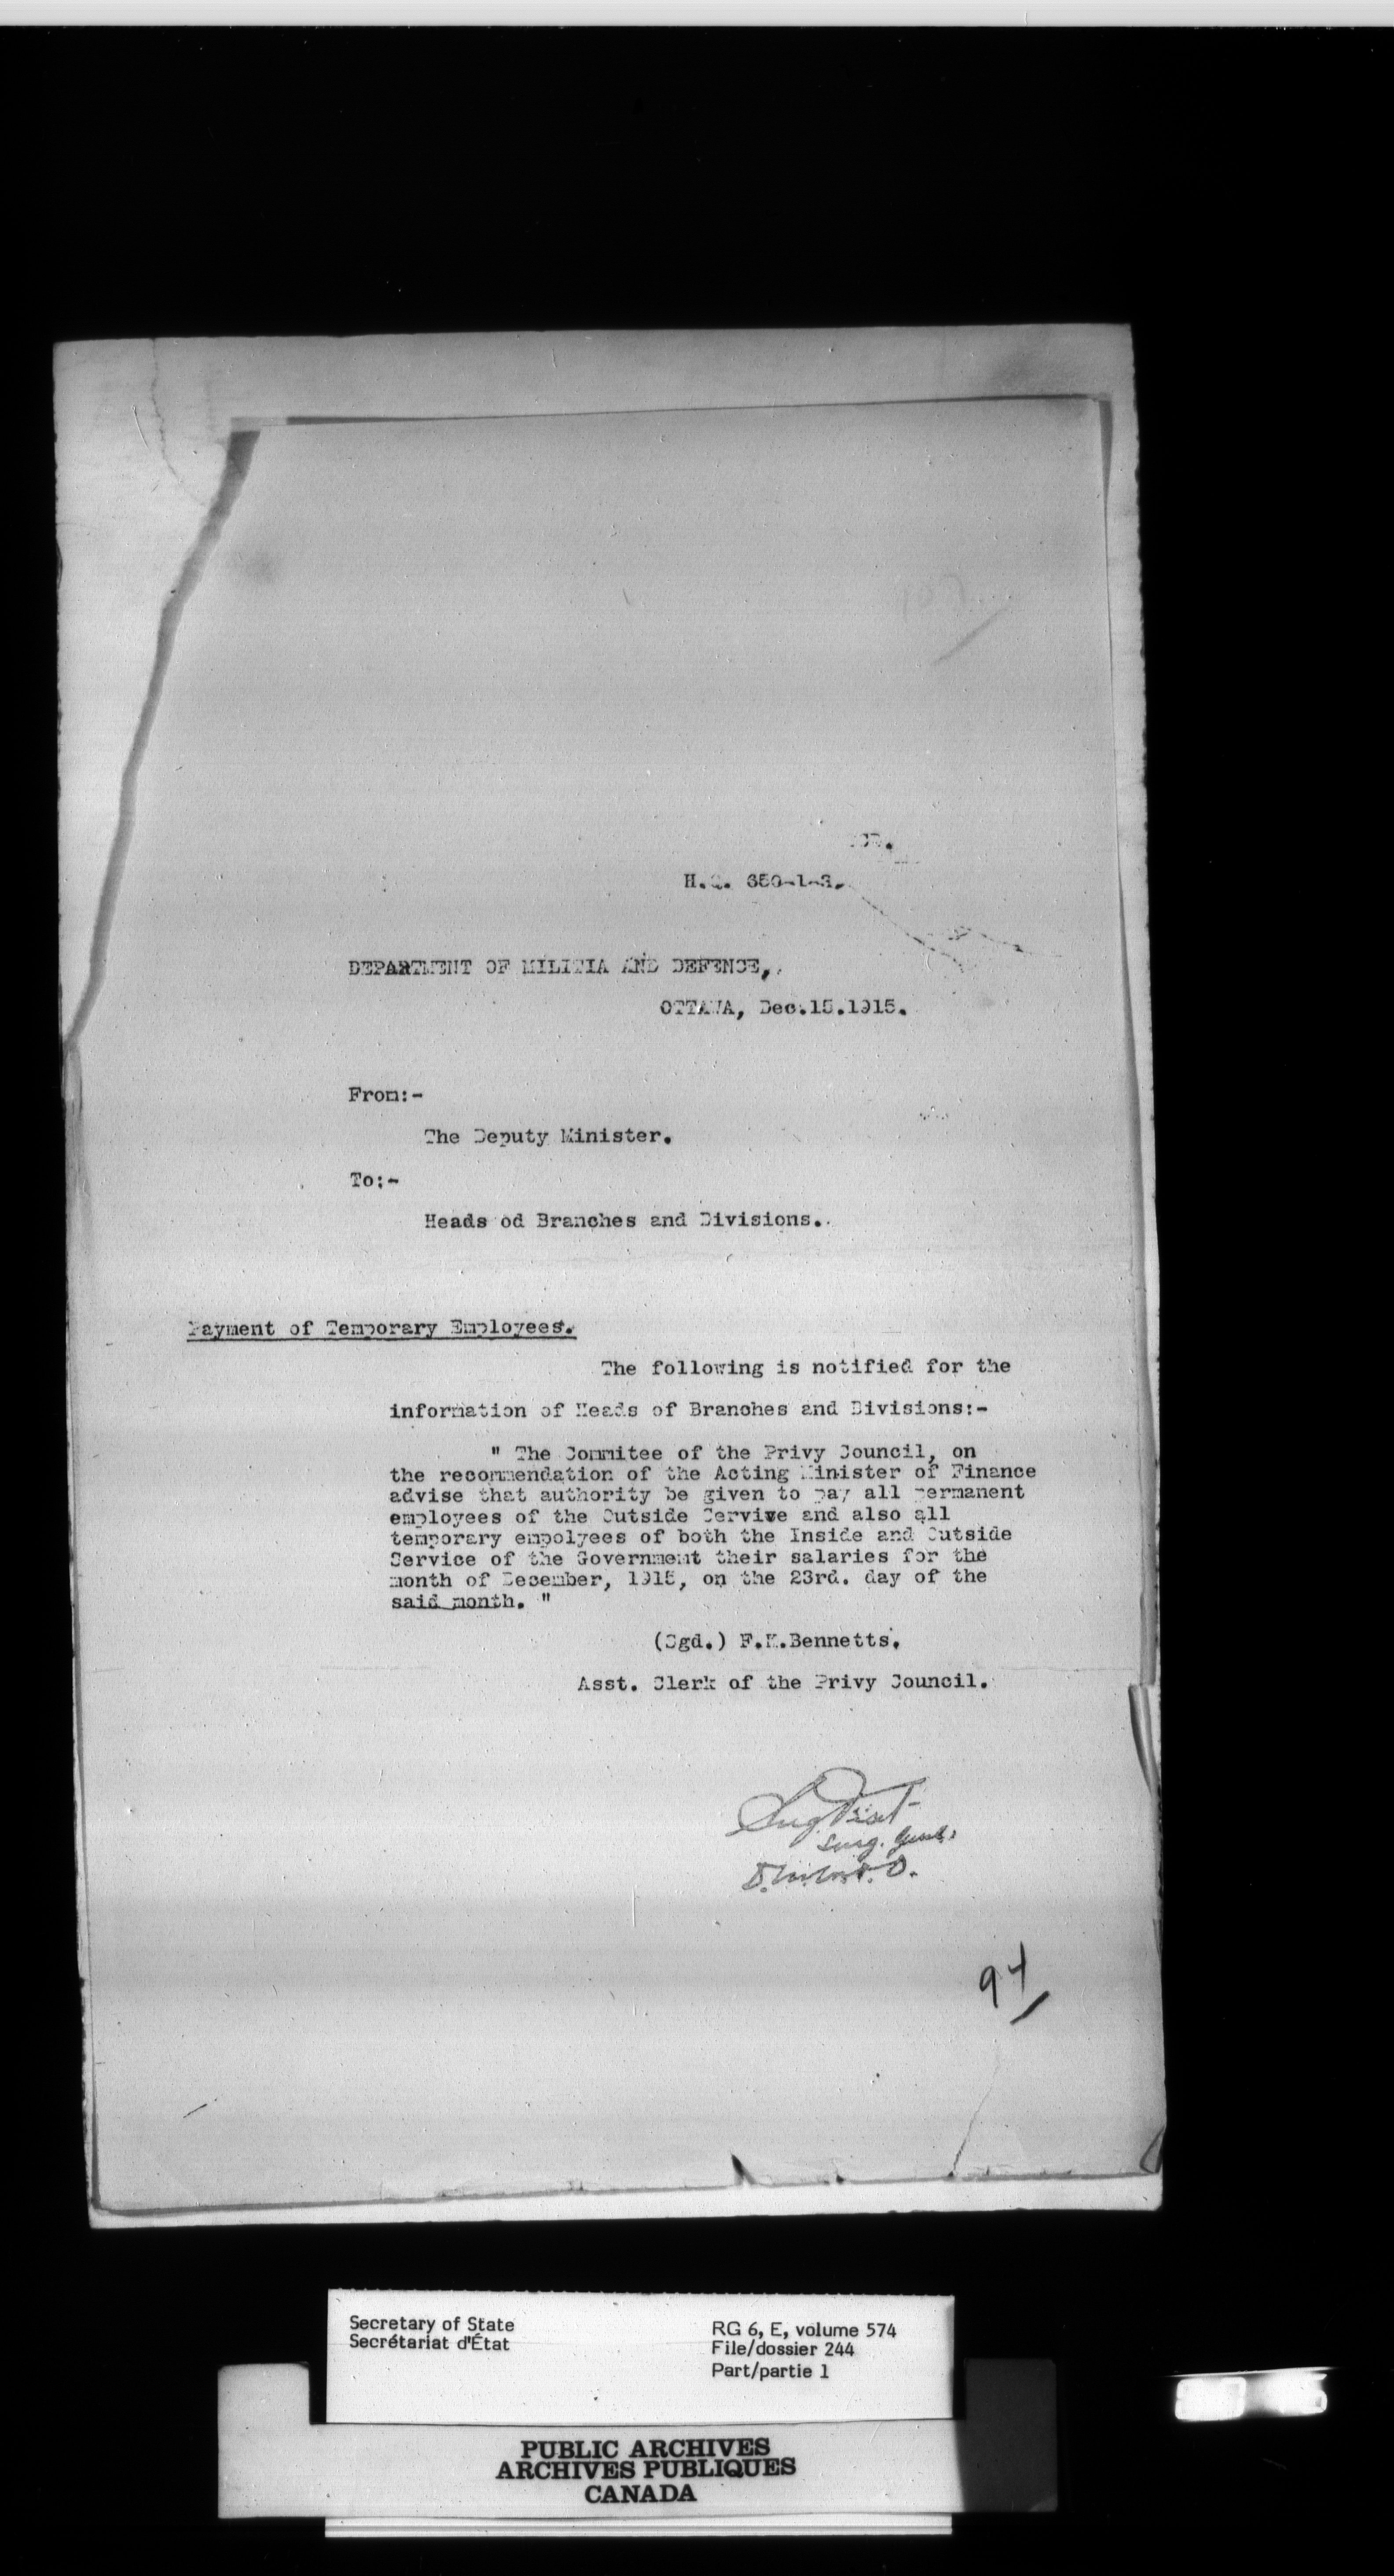 H.Q. 650-1-3.
DEPARTMENT OF MILITIA AND DEFENCE,
OTTAWA, Dec.15.1915.
From:-
The Deputy Minister.
To:-
Heads od Branches and Divisions.
Payment of Temporary Employees.
The following is notified for the
information of Heads of Branches and Divisions:-
" The Commitee of the Privy Council, on
the recommendation of the Acting Minister of Finance
advise that authority be given to pay all permanent
employees of the Outside Servive and also all
temporary empolyees of both the Inside and Outside
Service of the Government their salaries for the
month of December, 1915, on the 23rd. day of the
said month. "
(Sgd.) F.K.Bennetts.
Asst. Clerk of the Privy Council.
Surg.
94
Secretary of State
Secrétariat d'État
RG 6, E, volume 574
File/dossier 244
Part/partie 1
PUBLIC ARCHIVES
ARCHIVES PUBLIQUES
CANADA